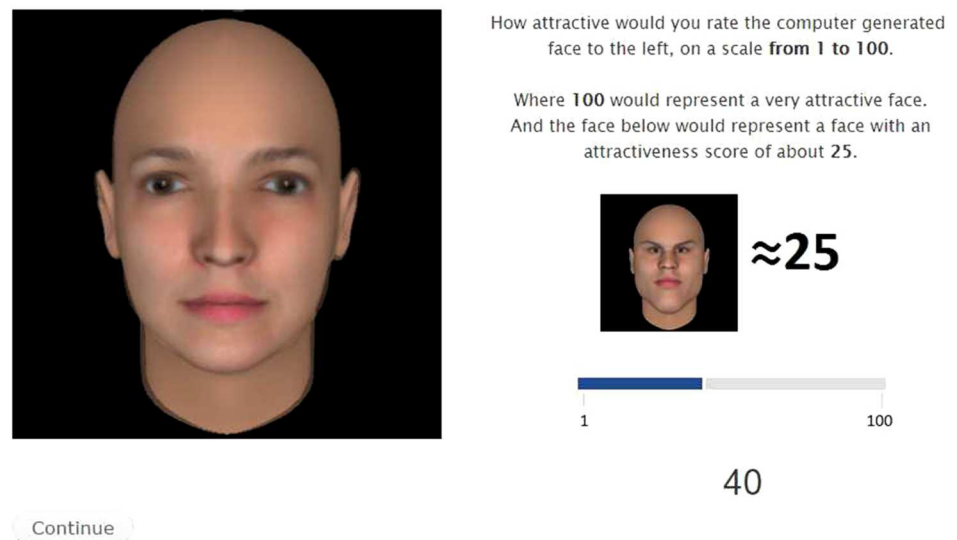 How attractive would you rate the computer generated
face to the left, on a scale from 1 to 100.
Where 100 would represent a very attractive face.
And the face below would represent a face with an
attractiveness score of about 25.
≈25
1
100
40
Continue